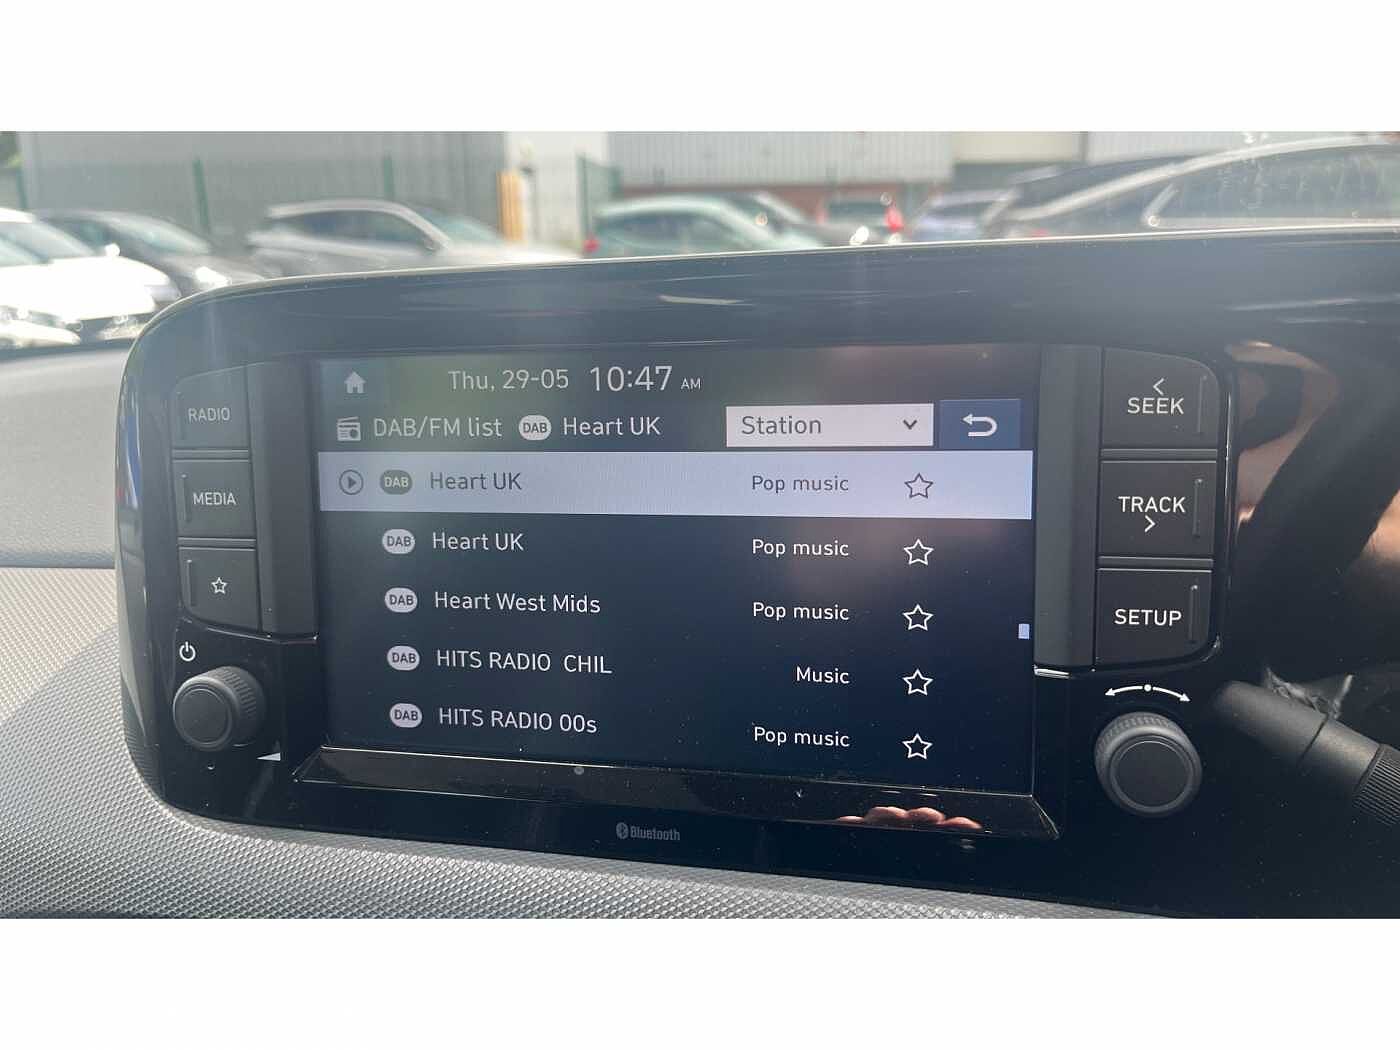 Thu, 29-05 10:47 AM
DAB/FM list DAB Heart UK Station
DAB Heart UK Pop music
DAB Heart UK Pop music
DAB Heart West Mids Pop music
DAB HITS RADIO CHIL Music
DAB HITS RADIO 00s Pop music
RADIO
MEDIA
SEEK
TRACK
SETUP
Bluetooth